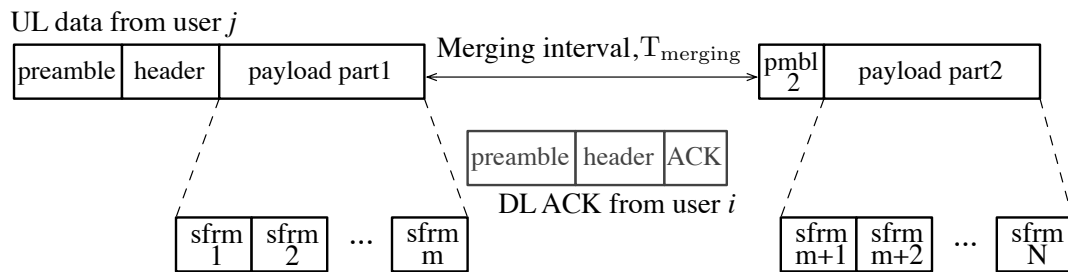 UL data from user j
preamble header payload part1 Merging interval,T_merging pmbl 2 payload part2
preamble header ACK
DL ACK from user i
sfrm 1 sfrm 2 ... sfrm m sfrm m+1 sfrm m+2 ... sfrm N